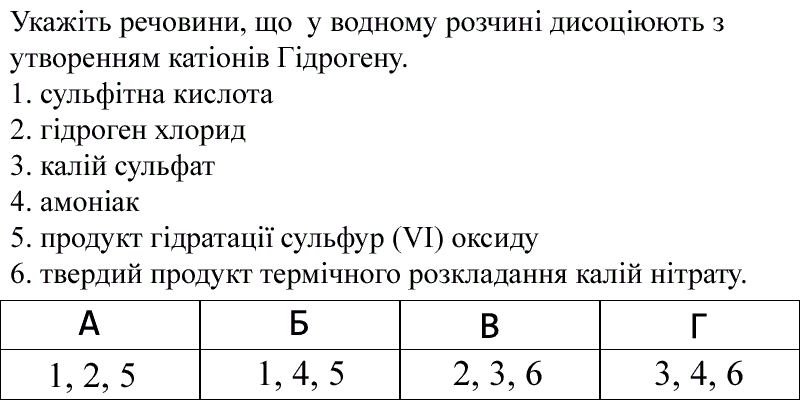 Укажіть речовини, що у водному розчині дисоціюють з
утворенням катіонів Гідрогену.
1. сульфітна кислота
2. гідроген хлорид
3. калій сульфат
4. амоніак
5. продукт гідратації сульфур (VI) оксиду
6. твердий продукт термічного розкладання калій нітрату.
А Б В Г
1, 2, 5 1, 4, 5 2, 3, 6 3, 4, 6